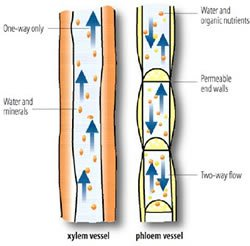 One-way only
Water and
minerals
xylem vessel
Water and
organic nutrients
Permeable
end walls
Two-way flow
phloem vessel